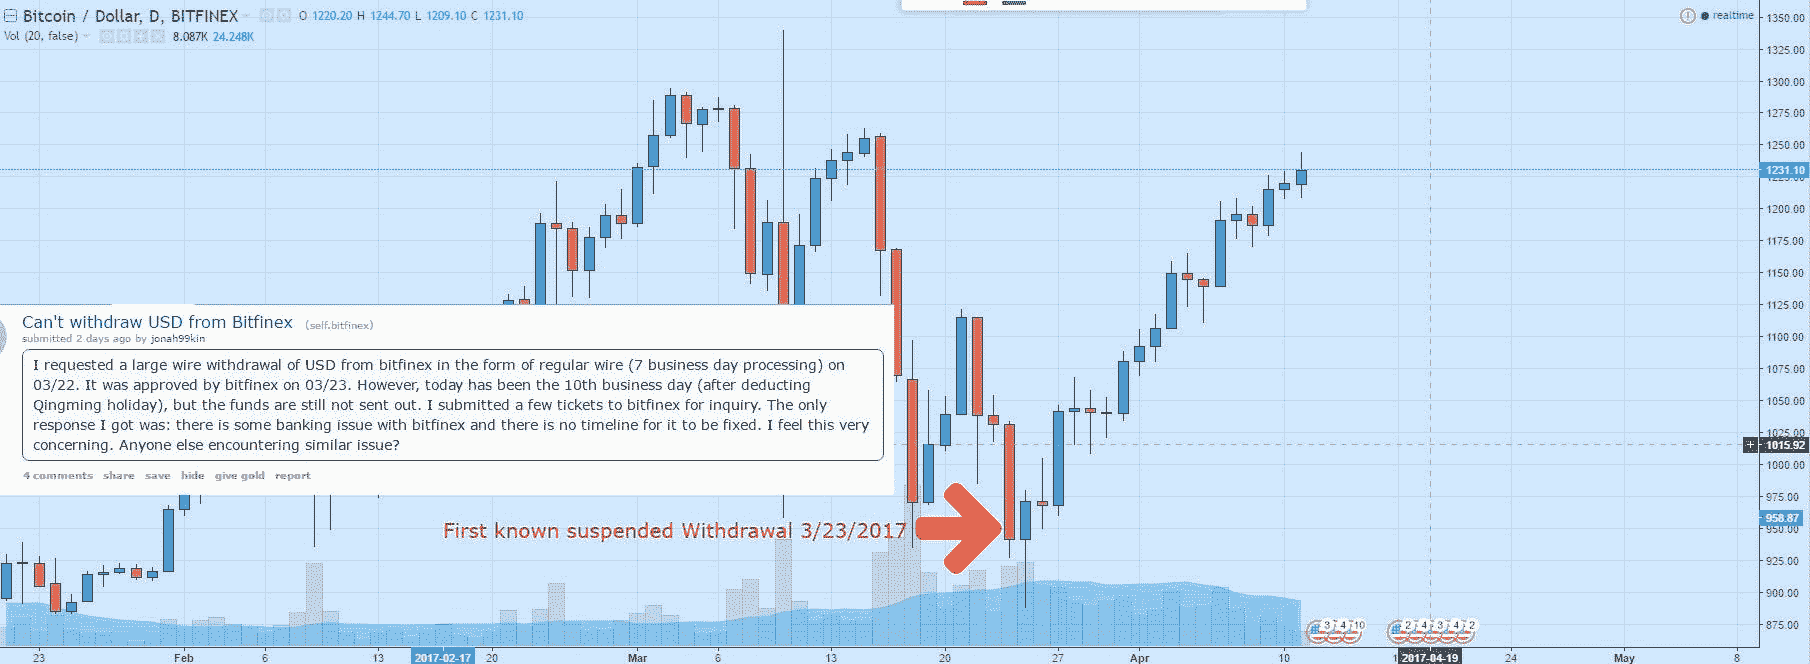 Bitcoin / Dollar, D, BITFINEX O 1220.20 H 1244.70 L 1209.10 C 1231.10
realtime
Vol (20, false) 8.087K 24.248K
1350.00
1325.00
1300.00
1275.00
1250.00
1231.10
1200.00
1175.00
1150.00
1125.00
1100.00
1075.00
1050.00
1025.00
1015.92
1000.00
975.00
958.87
950.00
925.00
900.00
875.00
Can't withdraw USD from Bitfinex (self.bitfinex)
submitted 2 days ago by jonah99kin
I requested a large wire withdrawal of USD from bitfinex in the form of regular wire (7 business day processing) on
03/22. It was approved by bitfinex on 03/23. However, today has been the 10th business day (after deducting
Qingming holiday), but the funds are still not sent out. I submitted a few tickets to bitfinex for inquiry. The only
response I got was: there is some banking issue with bitfinex and there is no timeline for it to be fixed. I feel this very
concerning. Anyone else encountering similar issue?
4 comments share save hide give gold report
First known suspended Withdrawal 3/23/2017
3 4 10 2 4 3 4 2
23 Feb 6 13 2017-02-17 20 Mar 6 13 20 27 Apr 10 2017-04-19 24 May 8